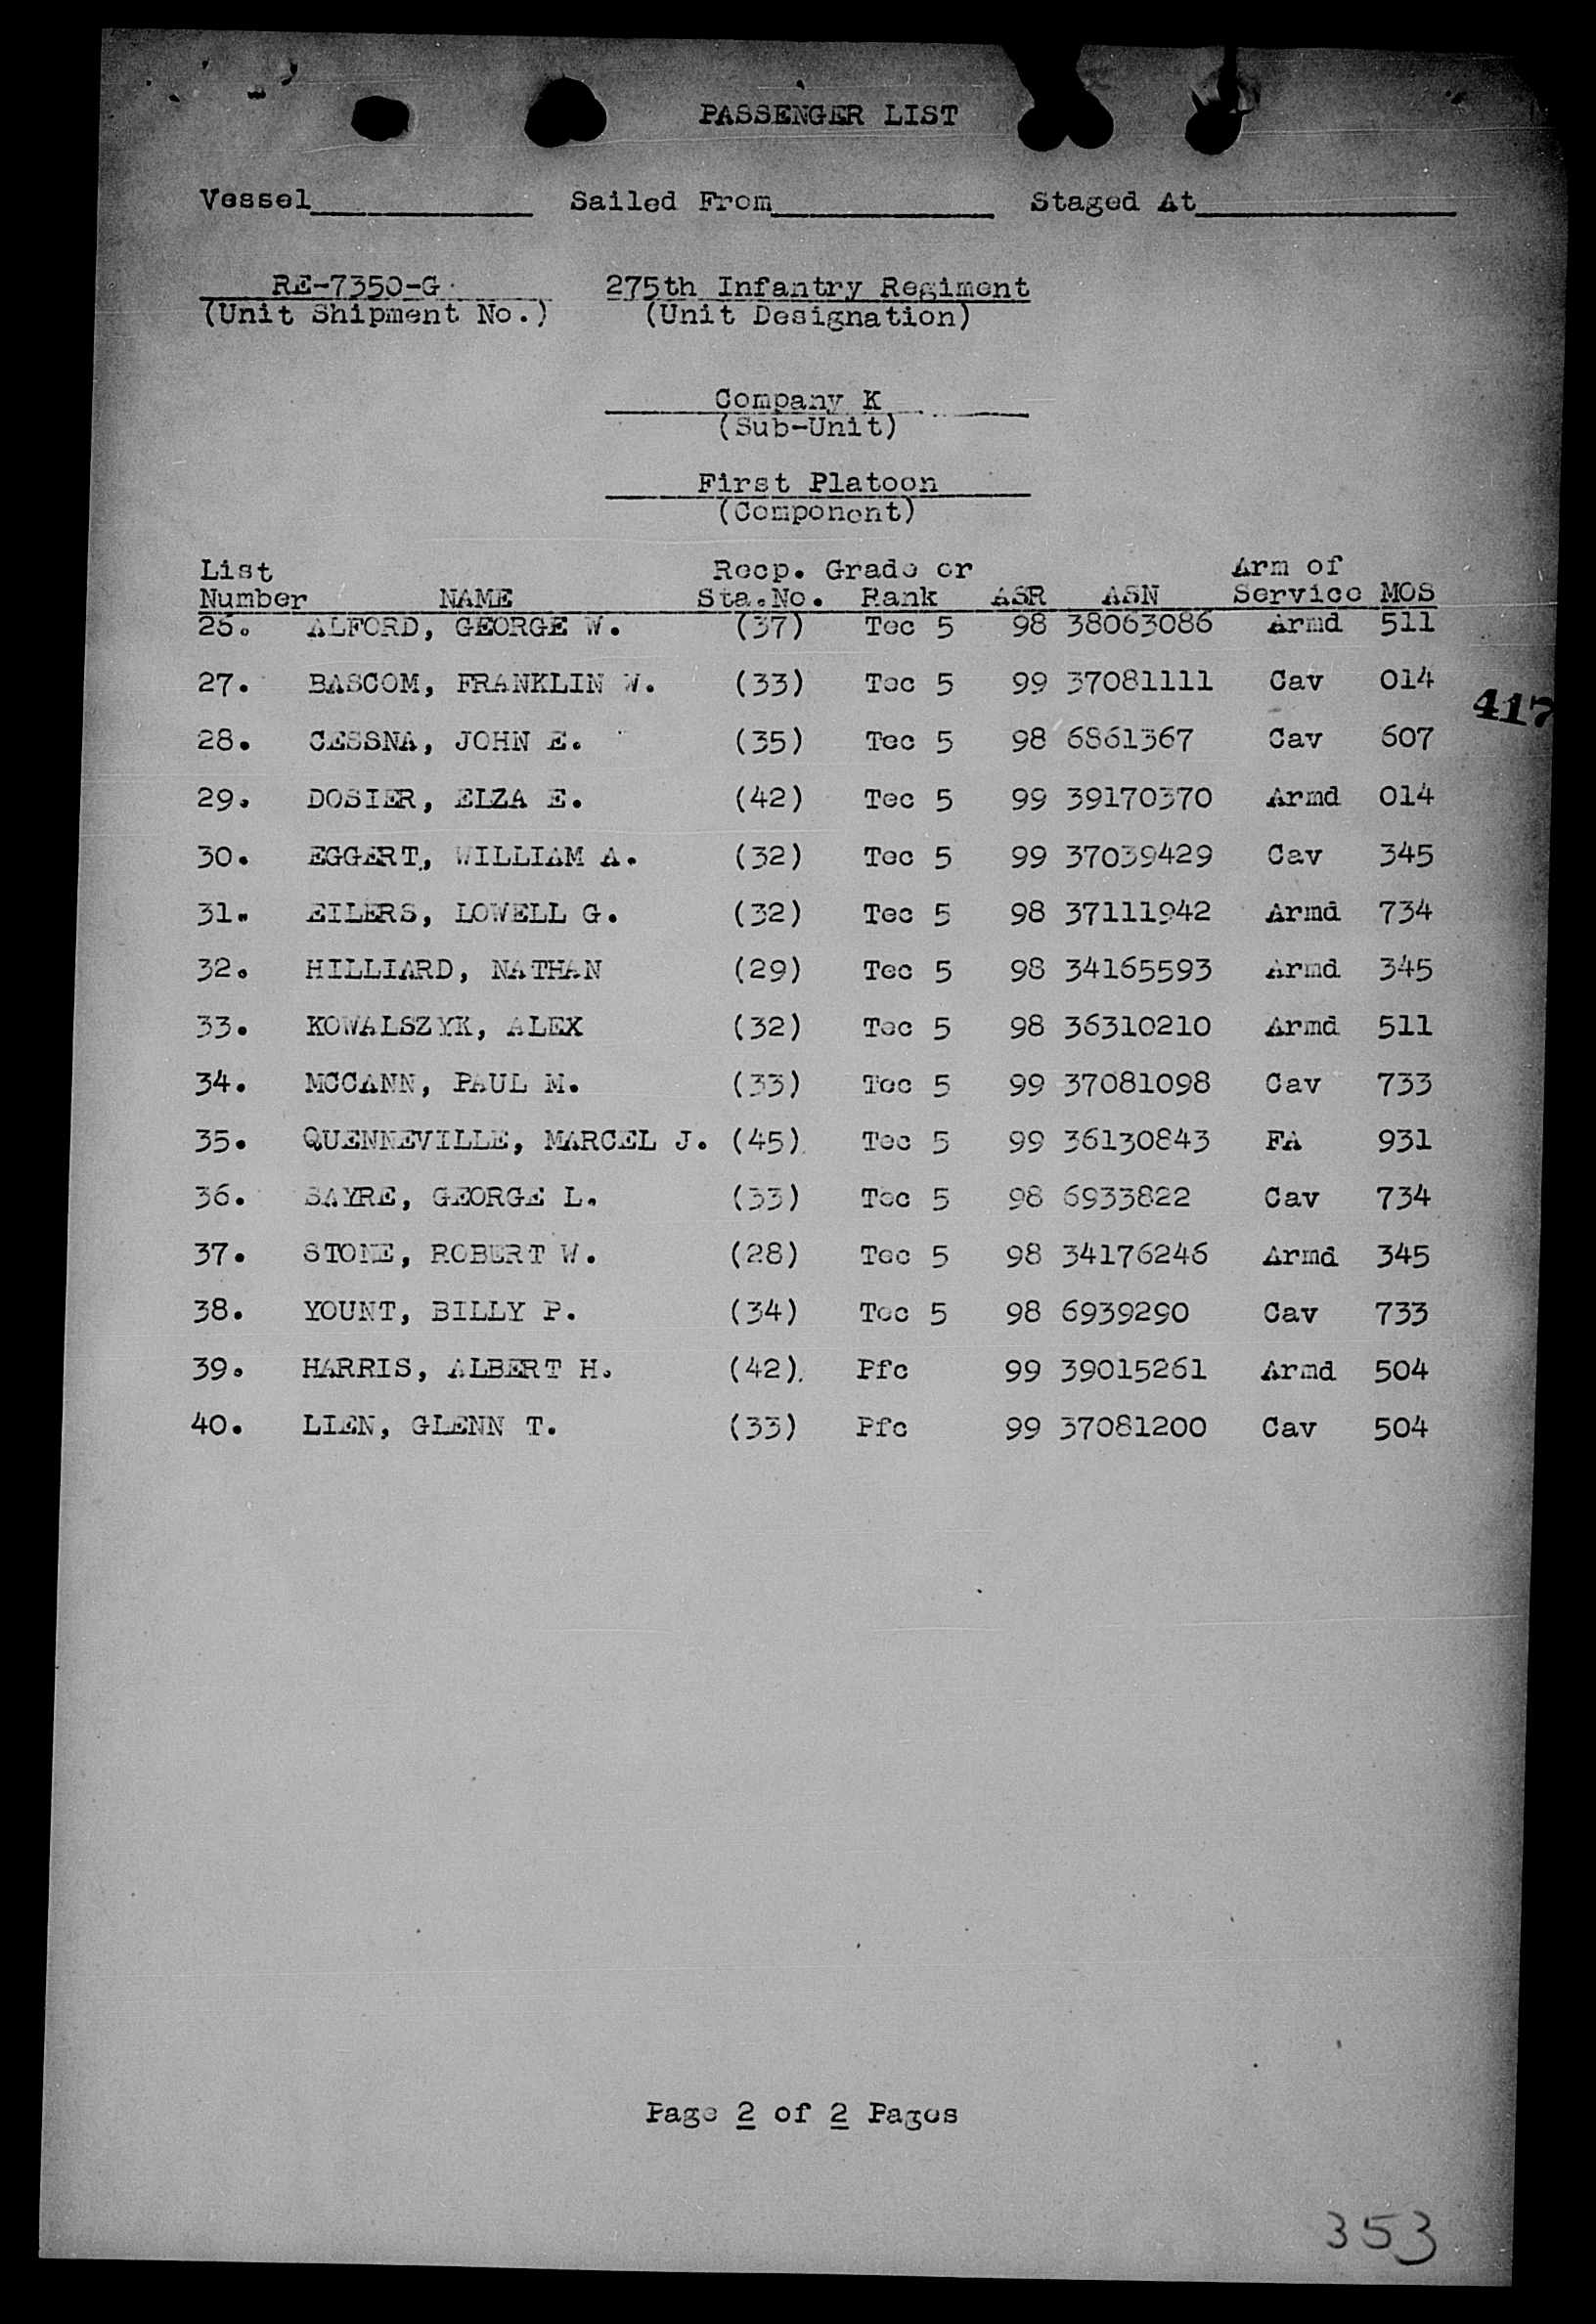 PASSENGER LIST
Vessel____________ Sailed From____________ Staged At______________
RE-7350-G 275th Infantry Regiment
(Unit Shipment No.) (Unit Designation)
Company K
(Sub-Unit)
First Platoon
(Component)
List Recp. Grade or Arm of
Number NAME Sta.No. Rank ASR ASN Service MOS
26. ALFORD, GEORGE W. (37) Tec 5 98 38063086 Armd 511
27. BASCOM, FRANKLIN W. (33) Tec 5 99 37081111 Cav 014
417
28. CESSNA, JOHN E. (35) Tec 5 98 6861367 Cav 607
29. DOSIER, ELZA E. (42) Tec 5 99 39170370 Armd 014
30. EGGERT, WILLIAM A. (32) Tec 5 99 37039429 Cav 345
31. EILERS, LOWELL G. (32) Tec 5 98 37111942 Armd 734
32. HILLIARD, NATHAN (29) Tec 5 98 34165593 Armd 345
33. KOWALSZYK, ALEX (32) Tec 5 98 36310210 Armd 511
34. MCCANN, PAUL M. (33) Tec 5 99 37081098 Cav 733
35. QUENNEVILLE, MARCEL J. (45) Tec 5 99 36130843 FA 931
36. SAYRE, GEORGE L. (33) Tec 5 98 6933822 Cav 734
37. STONE, ROBERT W. (28) Tec 5 98 34176246 Armd 345
38. YOUNT, BILLY P. (34) Tec 5 98 6939290 Cav 733
39. HARRIS, ALBERT H. (42) Pfc 99 39015261 Armd 504
40. LIEN, GLENN T. (33) Pfc 99 37081200 Cav 504
Page 2 of 2 Pages
353